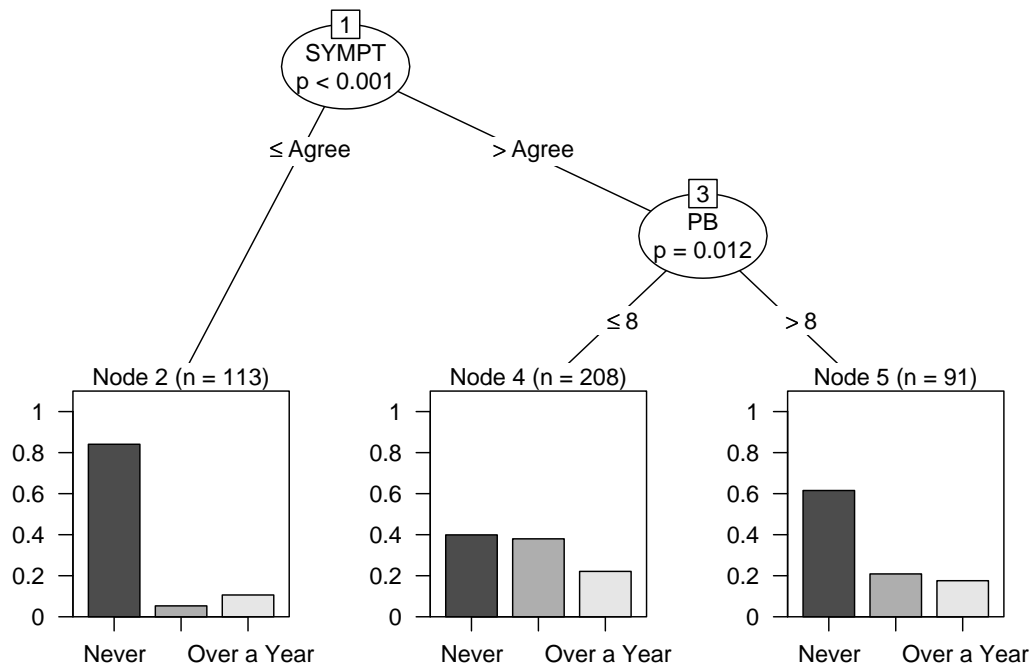 1
SYMPT
p < 0.001
≤ Agree
> Agree
3
PB
p = 0.012
≤ 8
> 8
Node 2 (n = 113)
1
0.8
0.6
0.4
0.2
0
Never
Over a Year
Node 4 (n = 208)
1
0.8
0.6
0.4
0.2
0
Never
Over a Year
Node 5 (n = 91)
1
0.8
0.6
0.4
0.2
0
Never
Over a Year